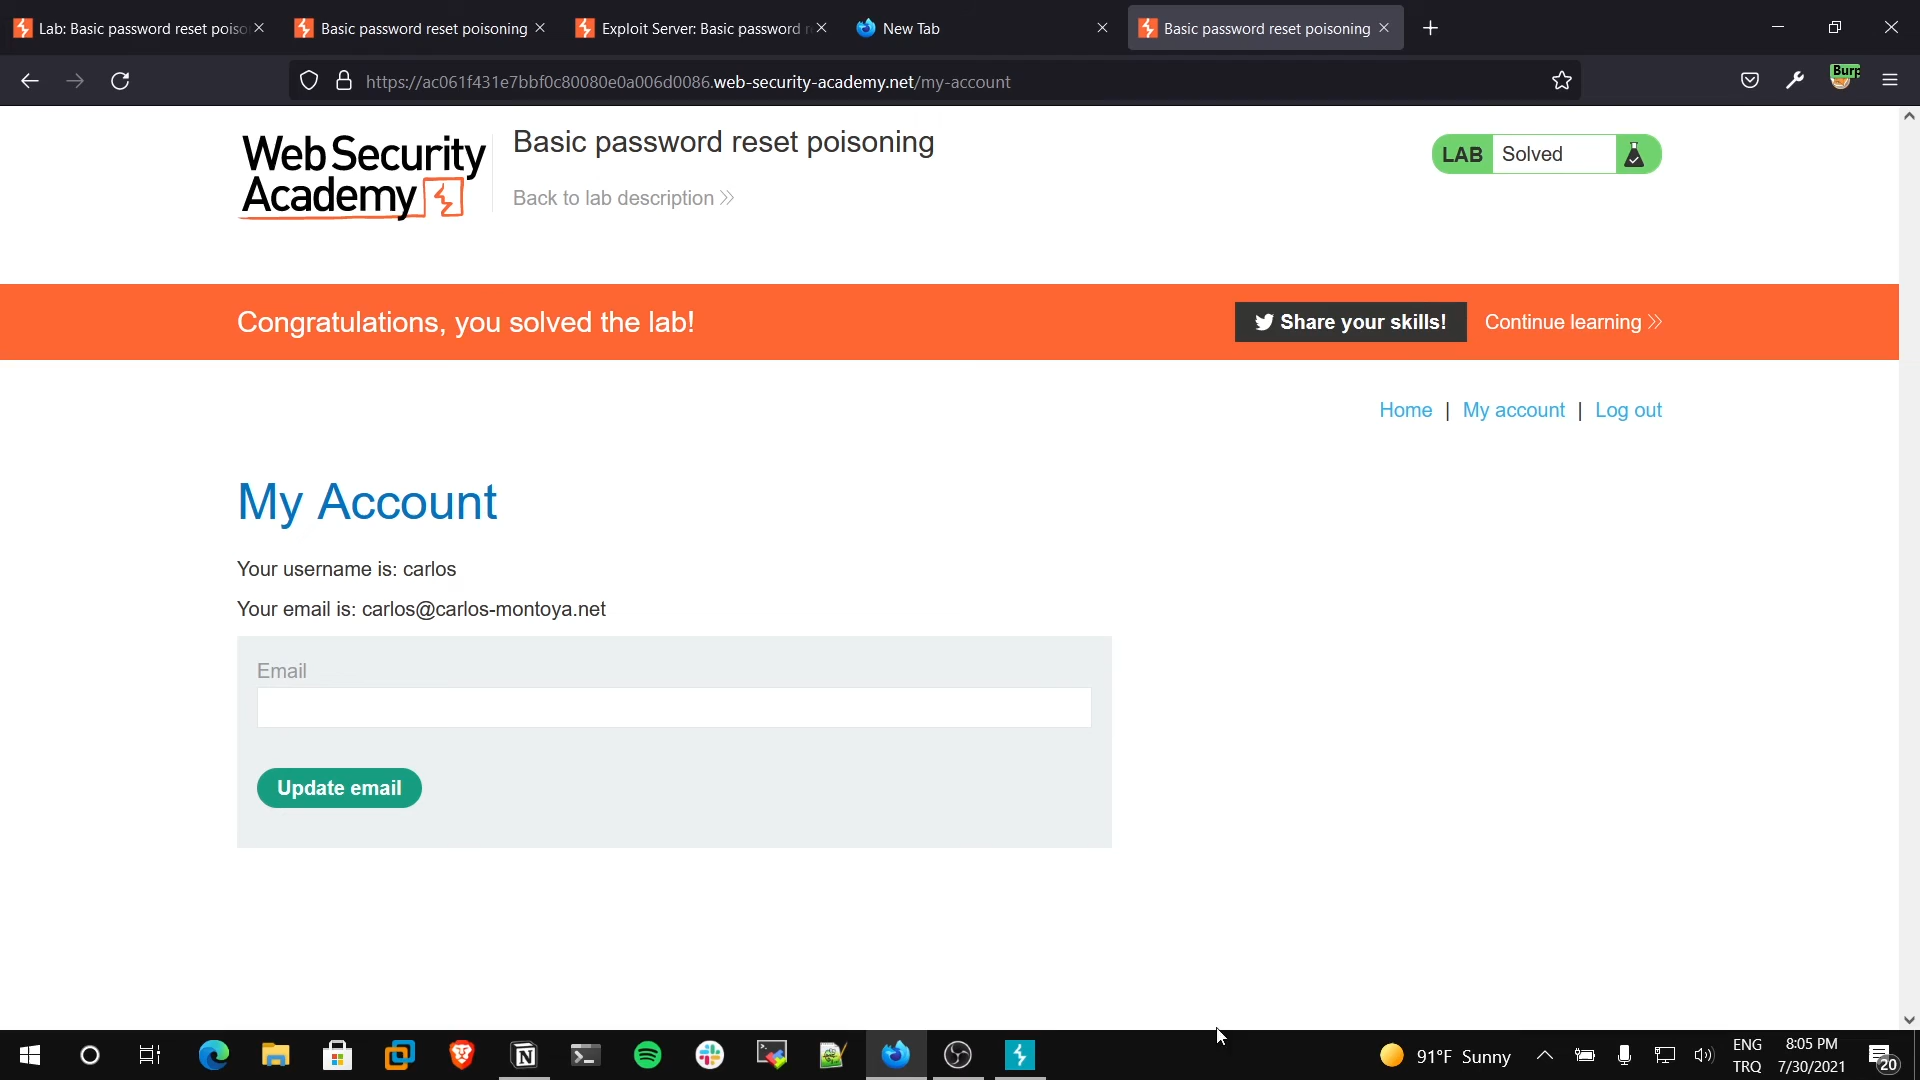 Lab: Basic password reset poiso
Basic password reset poisoning
Exploit Server: Basic password r
New Tab
Basic password reset poisoning
https://ac061f431e7bbf0c80080e0a006d0086.web-security-academy.net/my-account
Burp
Web Security
Academy
Basic password reset poisoning
Back to lab description
LAB Solved
Congratulations, you solved the lab!
Share your skills!
Continue learning
Home | My account | Log out
My Account
Your username is: carlos
Your email is: carlos@carlos-montoya.net
Email
Update email
91°F Sunny
ENG
TRQ
8:05 PM
7/30/2021
20